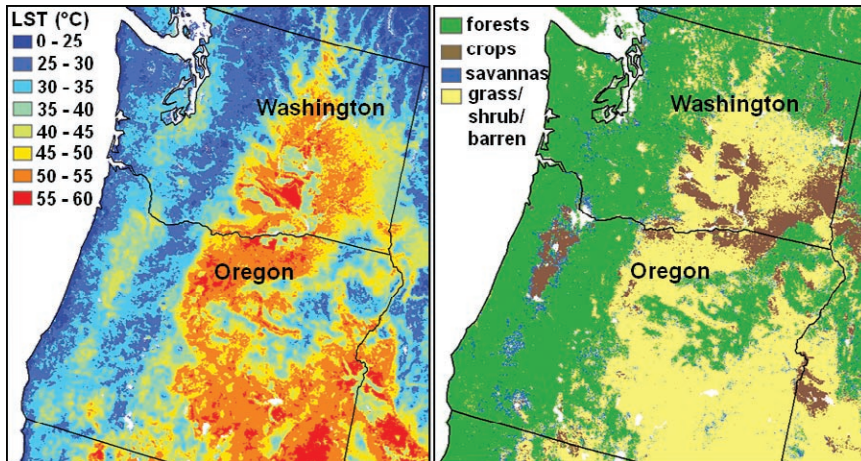 LST (°C)
0 - 25
25 - 30
30 - 35
35 - 40
40 - 45
45 - 50
50 - 55
55 - 60
Washington
Oregon
forests
crops
savannas
grass/
shrub/
barren
Washington
Oregon